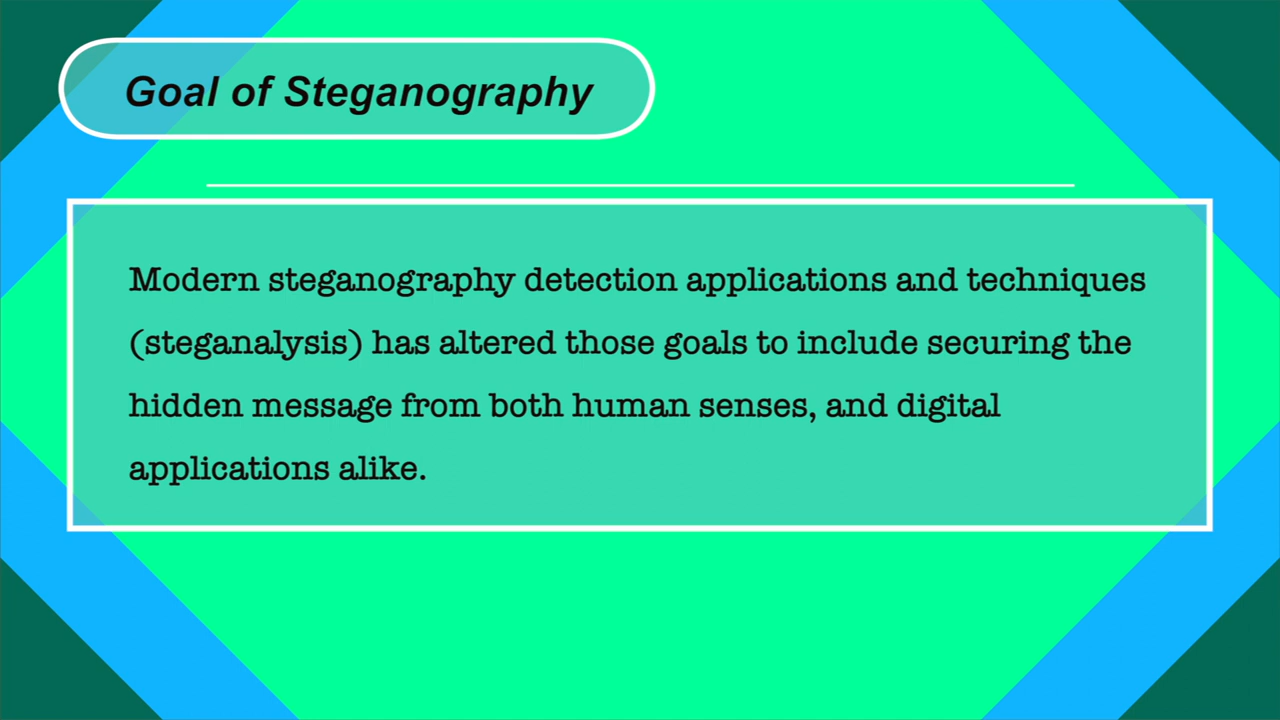 Goal of Steganography
Modern steganography detection applications and techniques
(steganalysis) has altered those goals to include securing the
hidden message from both human senses, and digital
applications alike.